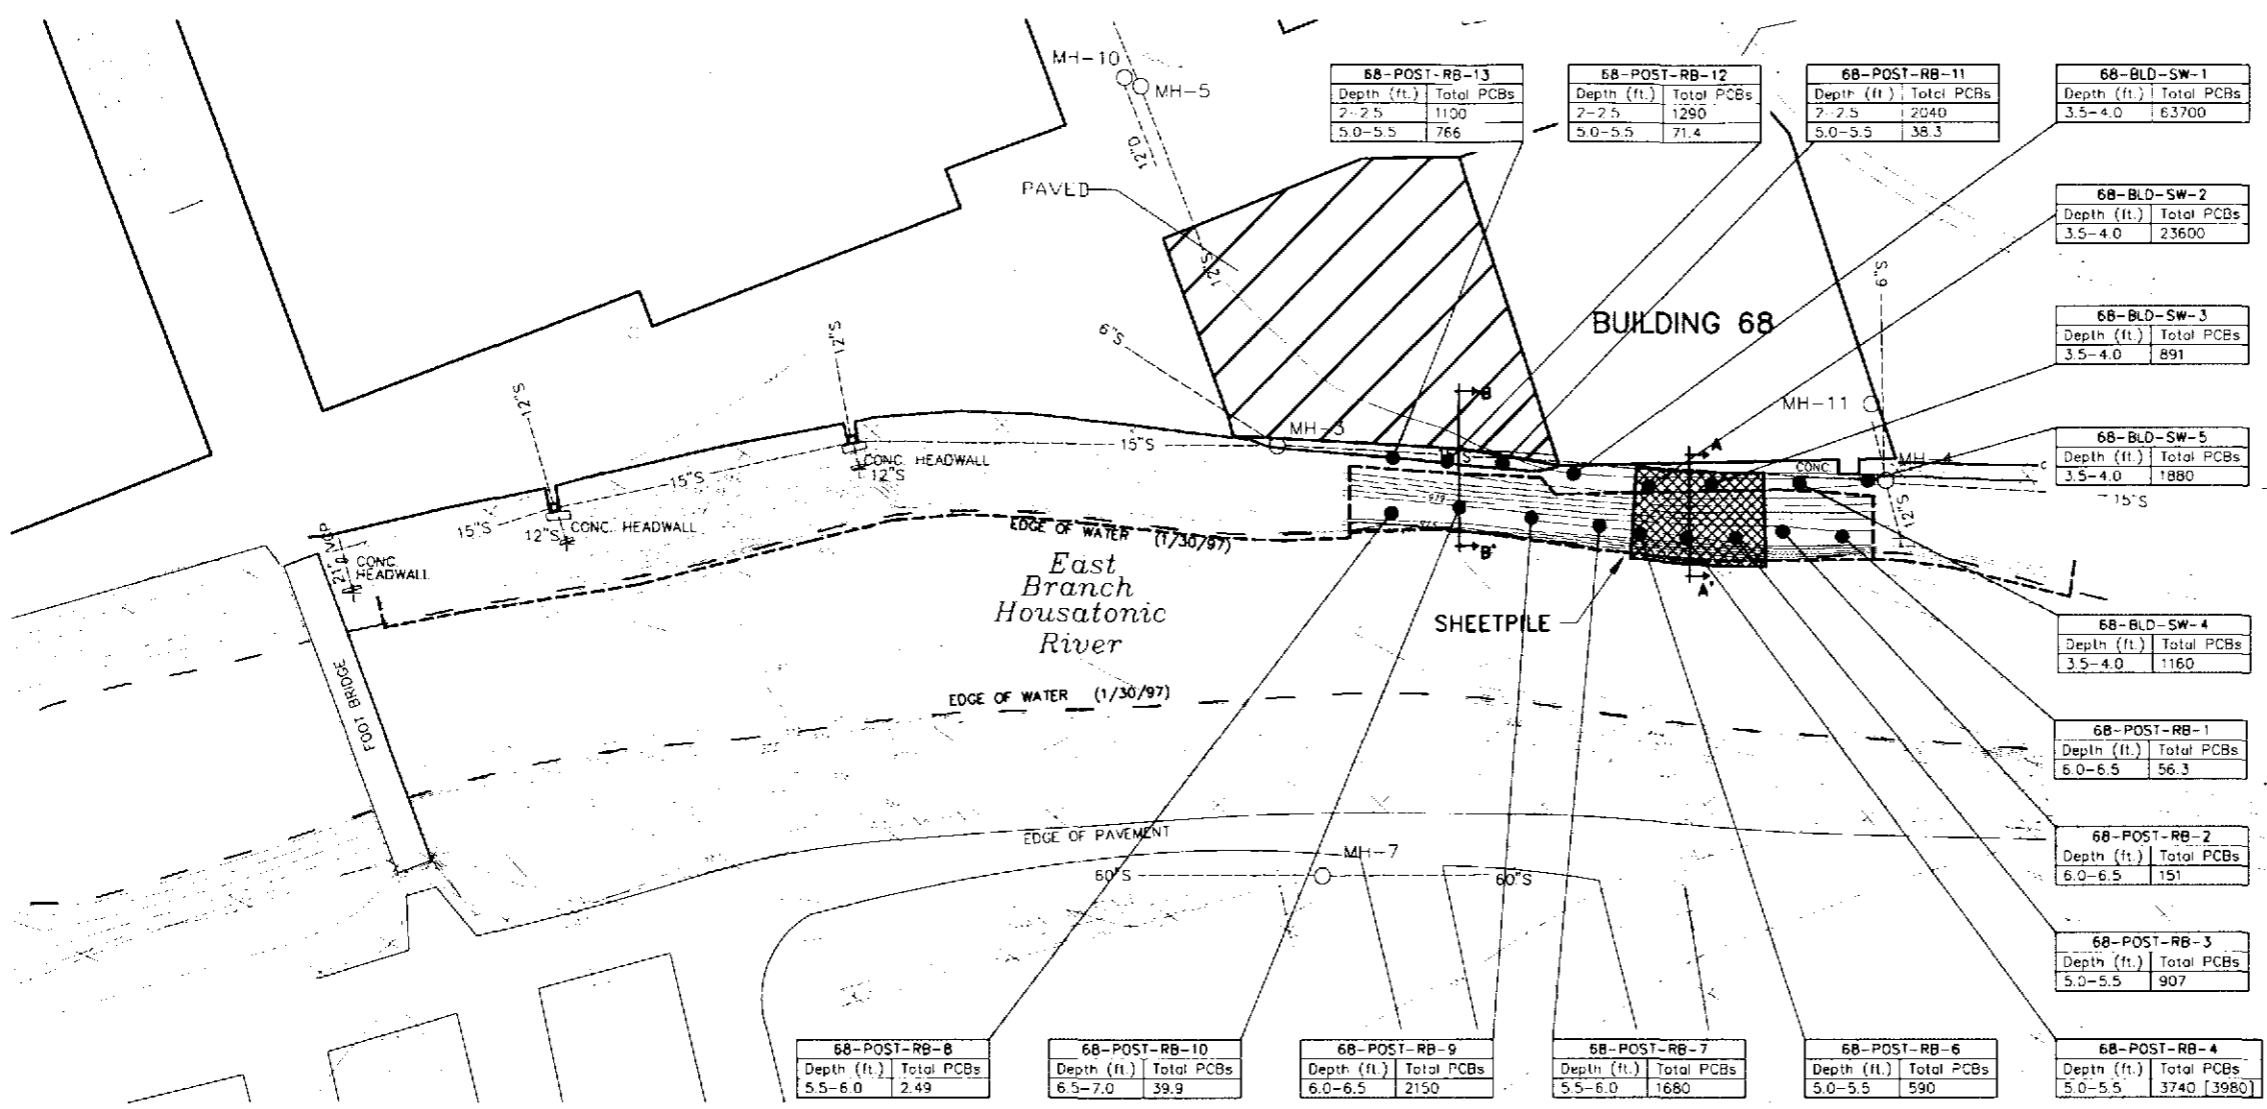 MH-10
MH-5
12"D
PAVED
12"S
6"S
68-POST-RB-13
Depth (ft.) Total PCBs
2-2.5 1100
5.0-5.5 766
68-POST-RB-12
Depth (ft.) Total PCBs
2-2.5 1290
5.0-5.5 71.4
68-POST-RB-11
Depth (ft.) Total PCBs
2-2.5 2040
5.0-5.5 38.3
68-BLD-SW-1
Depth (ft.) Total PCBs
3.5-4.0 63700
68-BLD-SW-2
Depth (ft.) Total PCBs
3.5-4.0 23600
68-BLD-SW-3
Depth (ft.) Total PCBs
3.5-4.0 891
68-BLD-SW-5
Depth (ft.) Total PCBs
3.5-4.0 1880
BUILDING 68
6"S
MH-11
MH-4
MH-3
B
A
CONC.
C
15"S
12"S
12"S
12"S
15"S
15"S
15"S
CONC. HEADWALL
12"S
CONC. HEADWALL
12"S
21" VCP
CONC.
HEADWALL
S
979
975
EDGE OF WATER (1/30/97)
East
Branch
Housatonic
River
B'
A'
SHEETPILE
EDGE OF WATER (1/30/97)
FOOT BRIDGE
EDGE OF PAVEMENT
MH-7
60"S
60"S
68-BLD-SW-4
Depth (ft.) Total PCBs
3.5-4.0 1160
68-POST-RB-1
Depth (ft.) Total PCBs
6.0-6.5 56.3
68-POST-RB-2
Depth (ft.) Total PCBs
6.0-6.5 151
68-POST-RB-3
Depth (ft.) Total PCBs
5.0-5.5 907
68-POST-RB-8
Depth (ft.) Total PCBs
5.5-6.0 2.49
68-POST-RB-10
Depth (ft.) Total PCBs
6.5-7.0 39.9
68-POST-RB-9
Depth (ft.) Total PCBs
6.0-6.5 2150
68-POST-RB-7
Depth (ft.) Total PCBs
5.5-6.0 1680
68-POST-RB-6
Depth (ft.) Total PCBs
5.0-5.5 590
68-POST-RB-4
Depth (ft.) Total PCBs
5.0-5.5 3740 [3980]